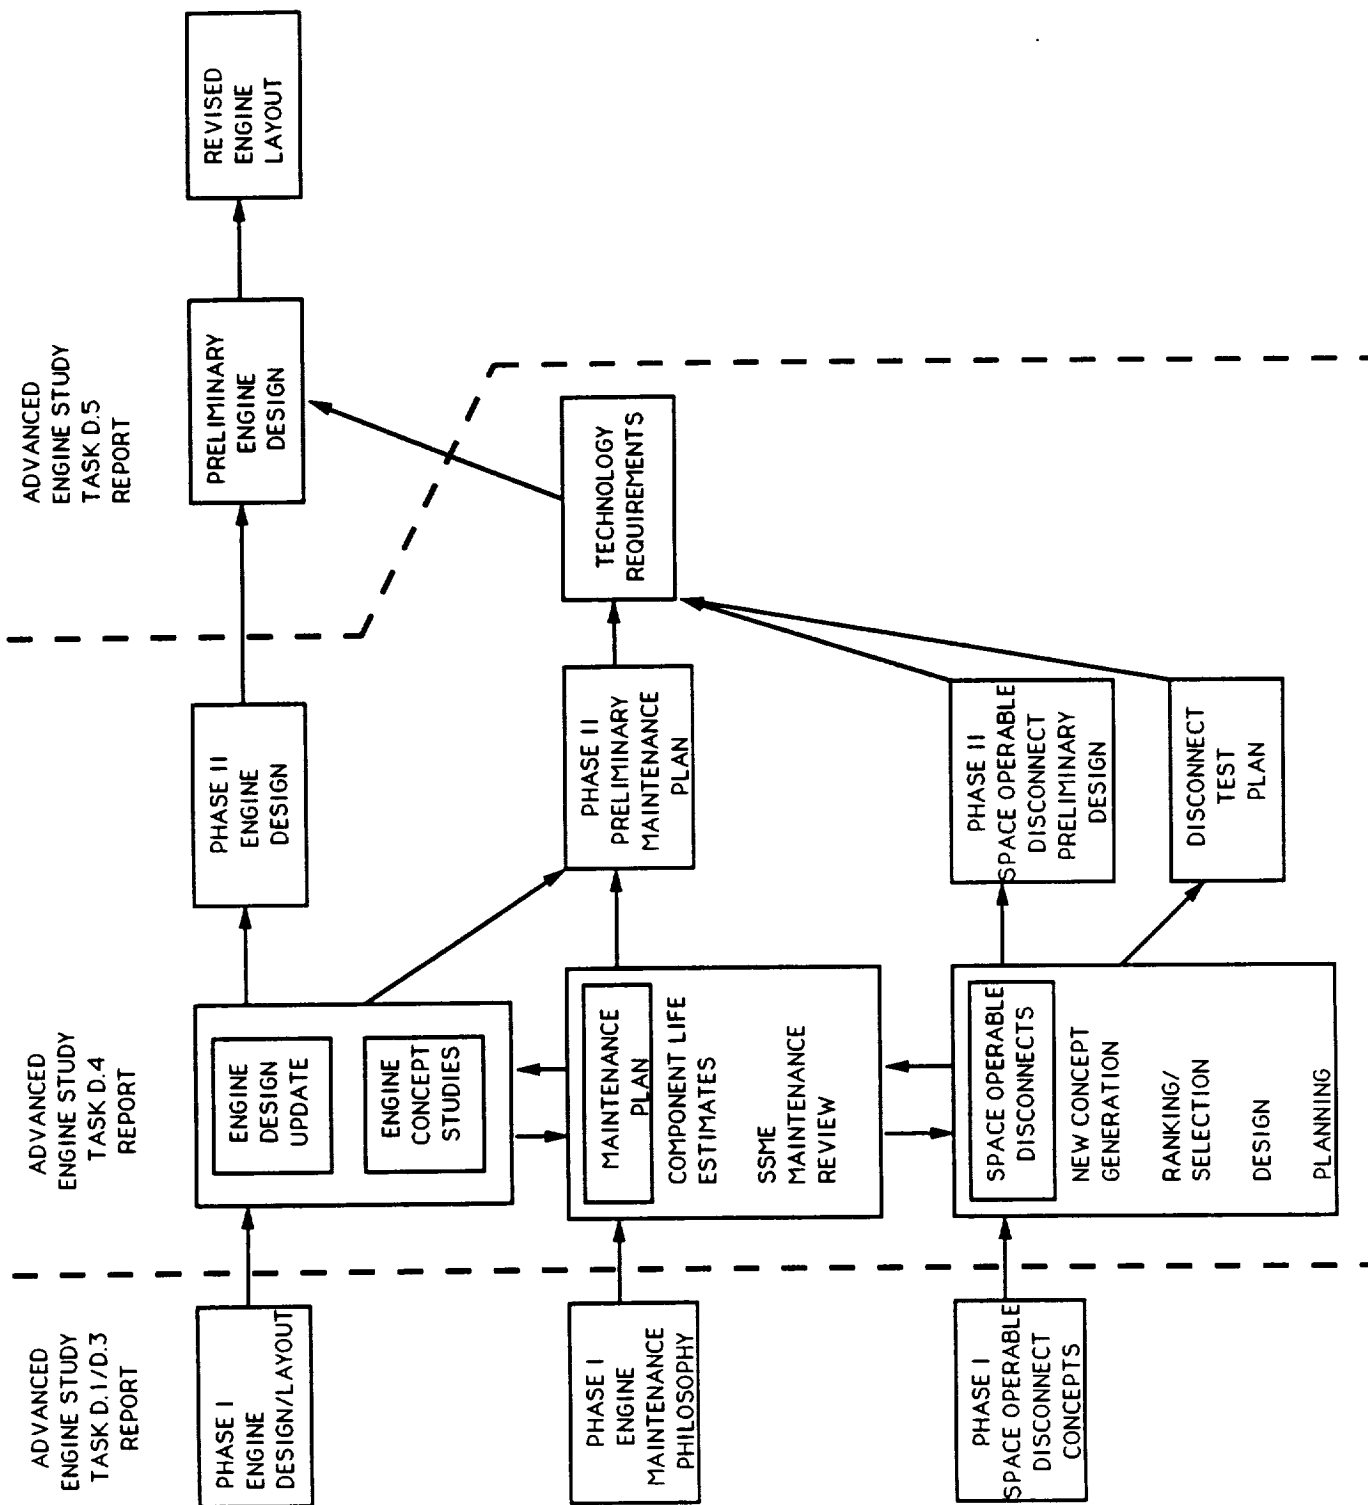 ADVANCED
ENGINE STUDY
TASK D.1/D.3
REPORT
ADVANCED
ENGINE STUDY
TASK D.4
REPORT
ADVANCED
ENGINE STUDY
TASK D.5
REPORT
PHASE I
ENGINE
DESIGN/LAYOUT
ENGINE
DESIGN
UPDATE
ENGINE
CONCEPT
STUDIES
PHASE II
ENGINE
DESIGN
PRELIMINARY
ENGINE
DESIGN
REVISED
ENGINE
LAYOUT
PHASE I
ENGINE
MAINTENANCE
PHILOSOPHY
MAINTENANCE
PLAN
COMPONENT LIFE
ESTIMATES
SSME
MAINTENANCE
REVIEW
PHASE II
PRELIMINARY
MAINTENANCE
PLAN
TECHNOLOGY
REQUIREMENTS
PHASE I
SPACE OPERABLE
DISCONNECT
CONCEPTS
SPACE OPERABLE
DISCONNECTS
NEW CONCEPT
GENERATION
RANKING/
SELECTION
DESIGN
PLANNING
PHASE II
SPACE OPERABLE
DISCONNECT
PRELIMINARY
DESIGN
DISCONNECT
TEST
PLAN